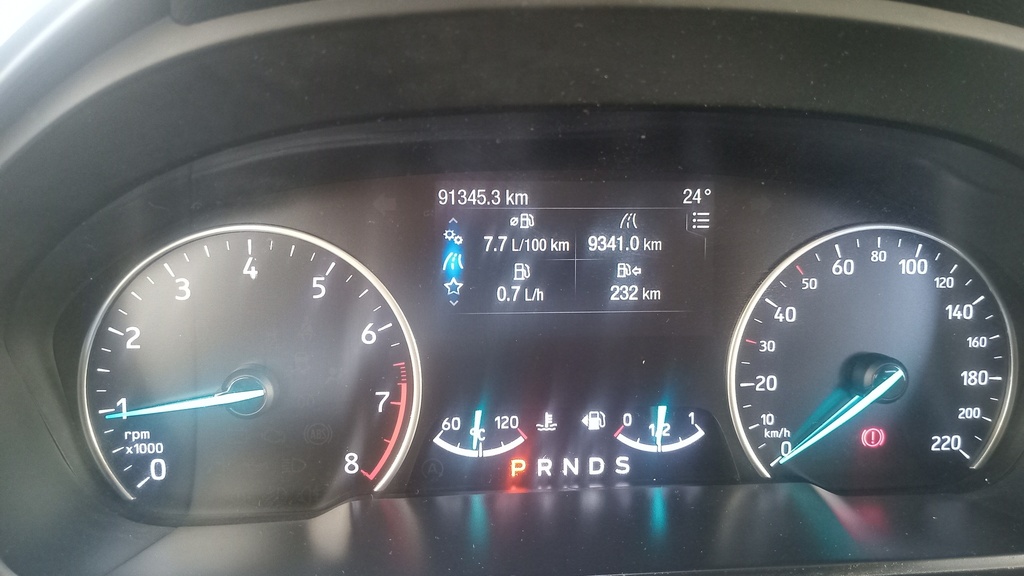 91345.3 km 24°
7.7 L/100 km 9341.0 km
0.7 L/h 232 km
0 1 2 3 4 5 6 7 8
rpm
x1000
60 °C 120
0 1/2 1
P R N D S
0 10 20 30 40 50 60 80 100 120 140 160 180 200 220
km/h